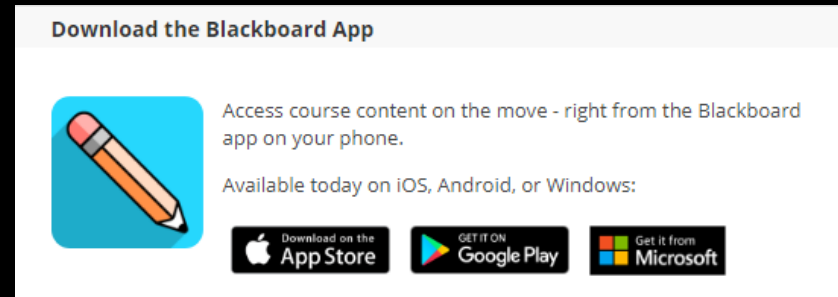 Download the Blackboard App
Access course content on the move - right from the Blackboard
app on your phone.
Available today on iOS, Android, or Windows:
Download on the
App Store
GET IT ON
Google Play
Get it from
Microsoft